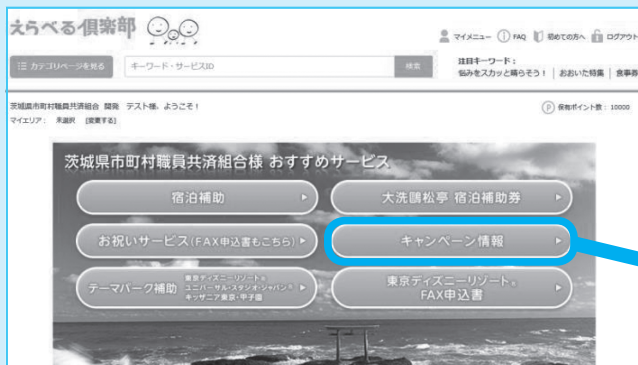 えらべる倶楽部
マイメニュー FAQ 初めての方へ ログアウト
カテゴリページを見る キーワード・サービスID 検索
注目キーワード：
悩みをスカッと晴らそう！ | おおいた特集 | 食事券
茨城県市町村職員共済組合 開発 テスト様、ようこそ！
P 保有ポイント数：10000
マイエリア： 未選択 [変更する]
茨城県市町村職員共済組合様 おすすめサービス
宿泊補助
大洗鷗松亭 宿泊補助券
お祝いサービス(FAX申込書もこちら)
キャンペーン情報
テーマパーク補助
東京ディズニーリゾート®
ユニバーサル・スタジオ・ジャパン®
キッザニア東京・甲子園
東京ディズニーリゾート®
FAX申込書